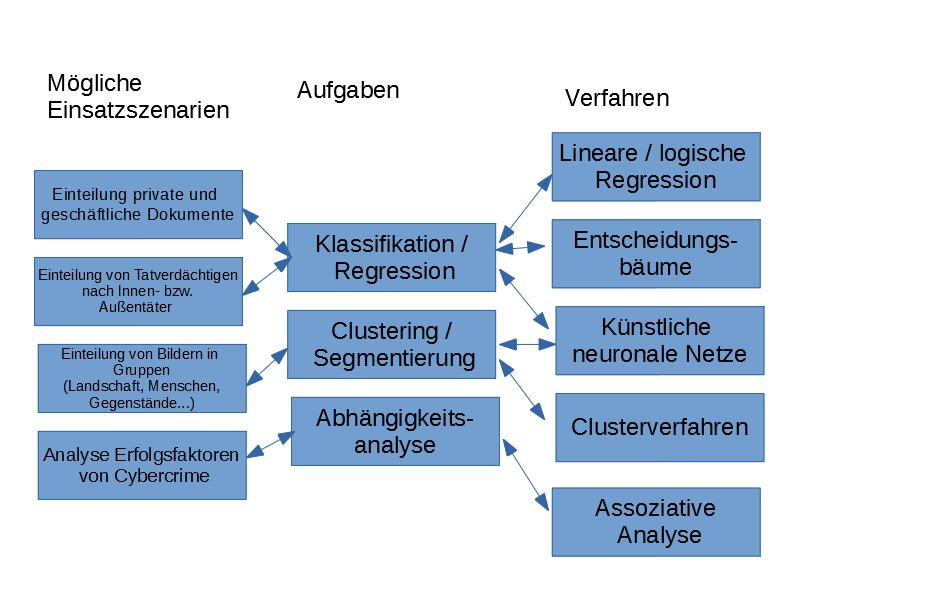 Mögliche
Einsatzszenarien
Aufgaben
Verfahren
Einteilung private und
geschäftliche Dokumente
Einteilung von Tatverdächtigen
nach Innen- bzw.
Außentäter
Einteilung von Bildern in
Gruppen
(Landschaft, Menschen,
Gegenstände...)
Analyse Erfolgsfaktoren
von Cybercrime
Klassifikation /
Regression
Clustering /
Segmentierung
Abhängigkeits-
analyse
Lineare / logische
Regression
Entscheidungs-
bäume
Künstliche
neuronale Netze
Clusterverfahren
Assoziative
Analyse